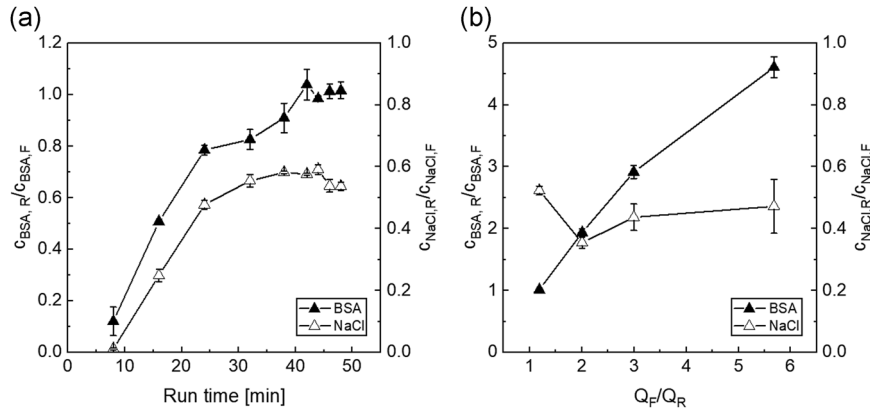 (a)
1.2
1.0
0.8
0.6
0.4
0.2
0.0
c_BSA, R/c_BSA,F
1.0
0.8
0.6
0.4
0.2
0.0
c_NaCl,R/c_NaCl,F
BSA
NaCl
0 10 20 30 40 50
Run time [min]
(b)
5
4
3
2
1
0
c_BSA, R/c_BSA,F
1.0
0.8
0.6
0.4
0.2
0.0
c_NaCl,R/c_NaCl,F
BSA
NaCl
1 2 3 4 5 6
Q_F/Q_R